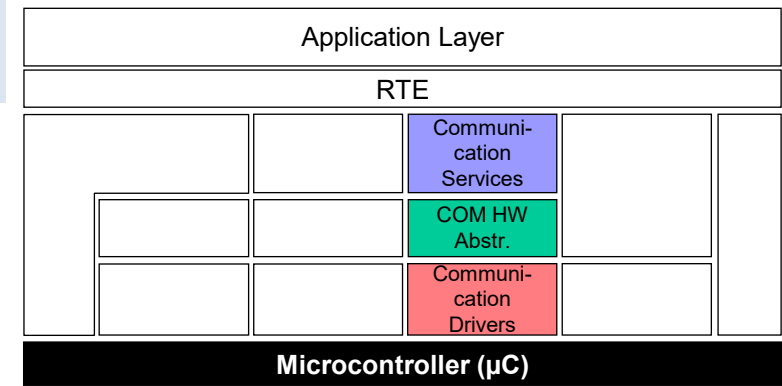 Application Layer
RTE
Communi-
cation
Services
COM HW
Abstr.
Communi-
cation
Drivers
Microcontroller (µC)